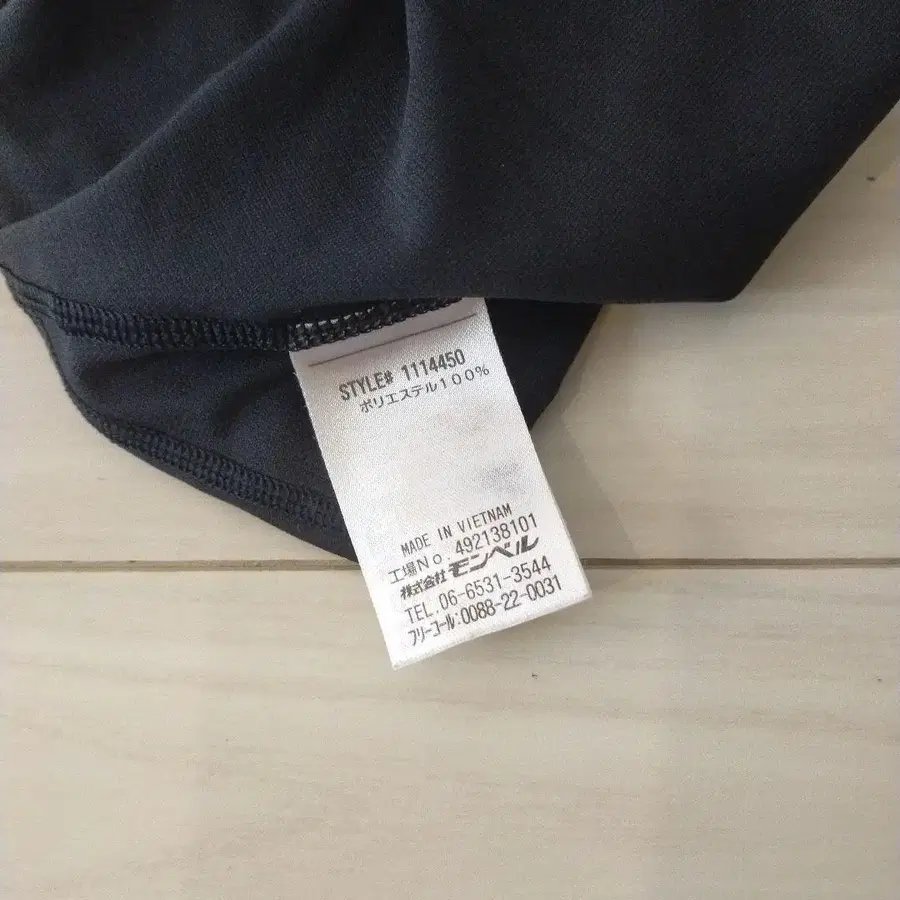 STYLE# 1114450
ポリエステル100%
MADE IN VIETNAM
工場No. 492138101
株式会社 モンベル
TEL.06-6531-3544
フリーコール:0088-22-0031